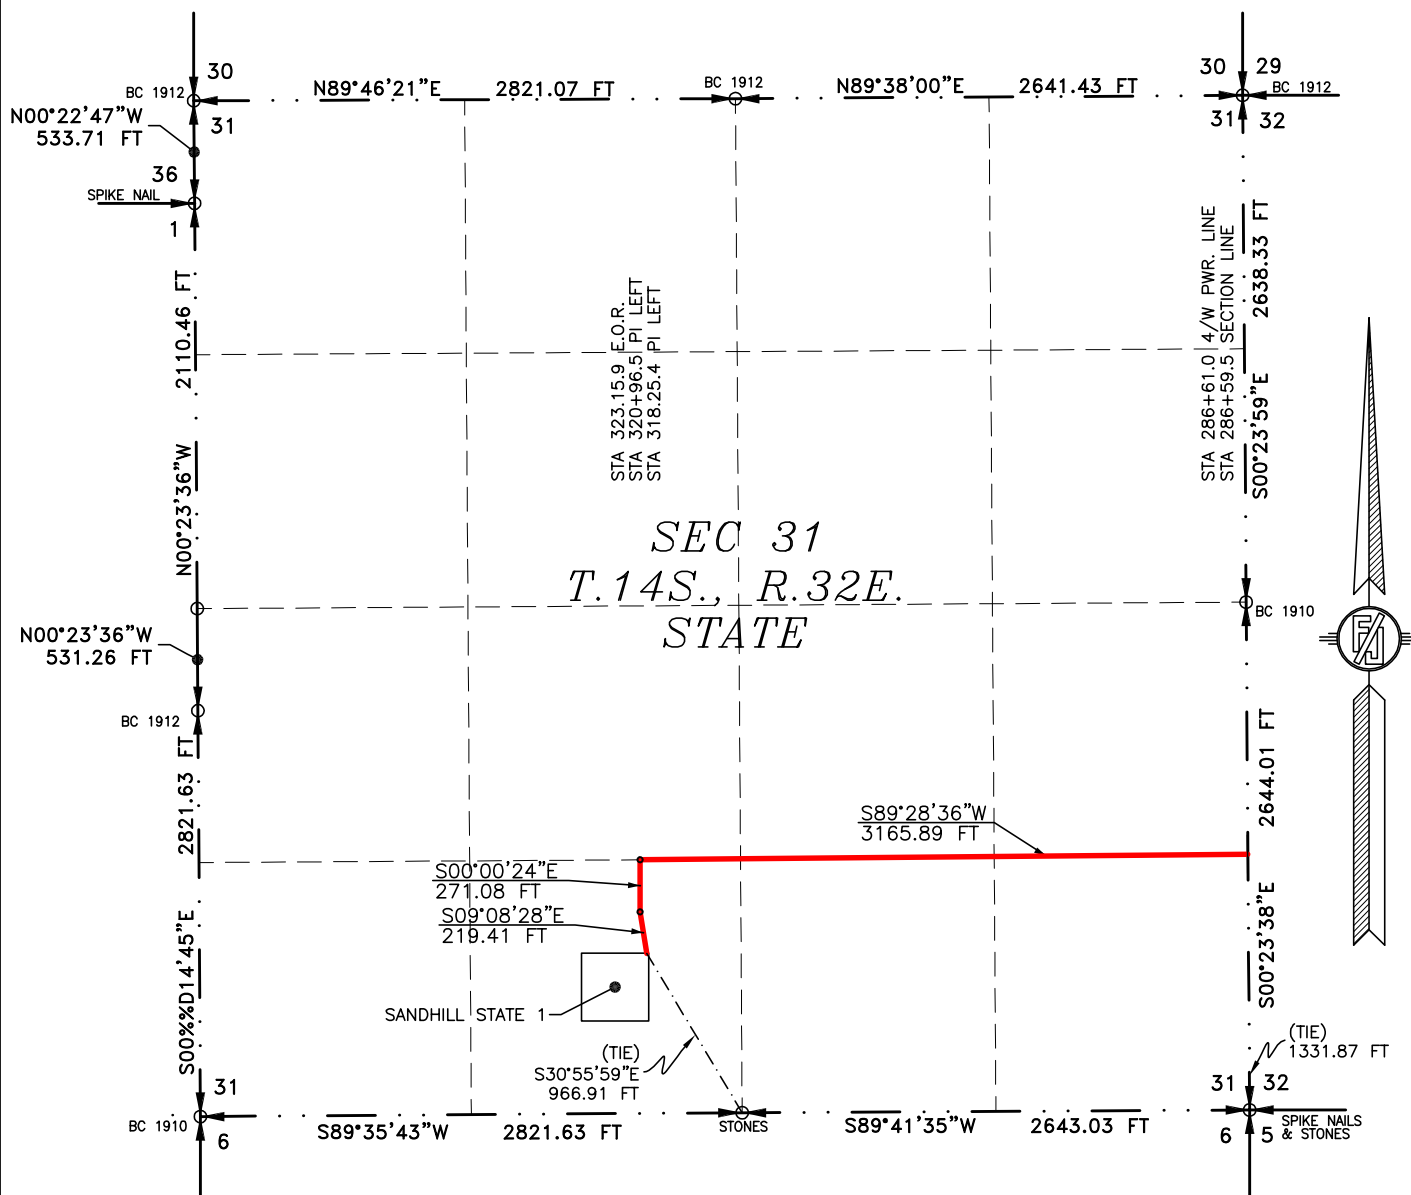 30
BC 1912
N89°46'21"E 2821.07 FT
BC 1912
N89°38'00"E 2641.43 FT
30 29
BC 1912
31
31 32
N00°22'47"W
533.71 FT
36
SPIKE NAIL
1
2110.46 FT
N00°23'36"W
STA 323.15.9 E.O.R.
STA 320+96.5 PI LEFT
STA 318.25.4 PI LEFT
STA 286+61.0 4/W PWR. LINE
STA 286+59.5 SECTION LINE
2638.33 FT
S00°23'59"E
SEC 31
T.14S., R.32E.
STATE
BC 1910
N00°23'36"W
531.26 FT
BC 1912
2821.63 FT
S00%%D14'45"E
S89°28'36"W
3165.89 FT
2644.01 FT
S00°23'38"E
S00°00'24"E
271.08 FT
S09°08'28"E
219.41 FT
SANDHILL STATE 1
(TIE)
S30°55'59"E
966.91 FT
(TIE)
1331.87 FT
31
BC 1910
6
S89°35'43"W 2821.63 FT
STONES
S89°41'35"W 2643.03 FT
31 32
6 5
SPIKE NAILS
& STONES